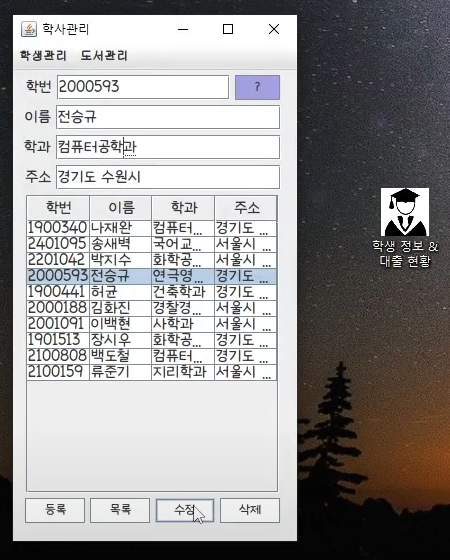 학사관리
학생관리 도서관리
학번 2000593 ?
이름 전승규
학과 컴퓨터공학과
주소 경기도 수원시
학번 이름 학과 주소
1900340 나재완 컴퓨터... 경기도 ...
2401095 송새벽 국어교... 서울시 ...
2201042 박지수 화학공... 경기도 ...
2000593 전승규 연극영... 경기도 ...
1900441 허균 건축학과 경기도 ...
2000188 김화진 경찰경... 서울시 ...
2001091 이백현 사학과 서울시 ...
1901513 장시우 화학공... 서울시 ...
2100808 백도철 컴퓨터... 경기도 ...
2100159 류준기 지리학과 서울시 ...
등록 목록 수정 삭제
학생 정보 &
대출 현황